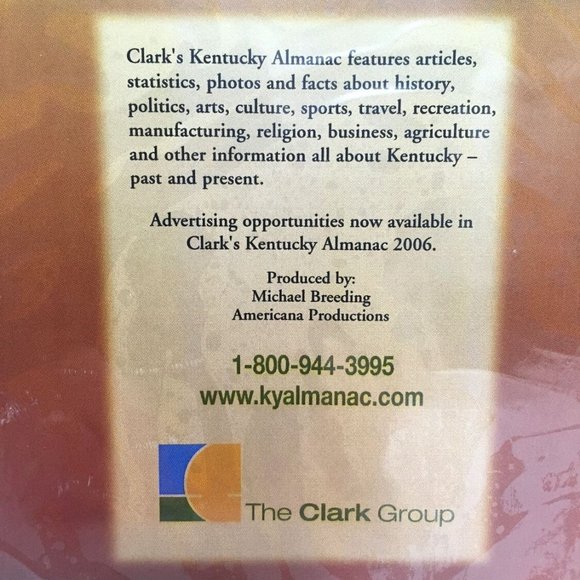 Clark's Kentucky Almanac features articles,
statistics, photos and facts about history,
politics, arts, culture, sports, travel, recreation,
manufacturing, religion, business, agriculture
and other information all about Kentucky –
past and present.
Advertising opportunities now available in
Clark's Kentucky Almanac 2006.
Produced by:
Michael Breeding
Americana Productions
1-800-944-3995
www.kyalmanac.com
The Clark Group